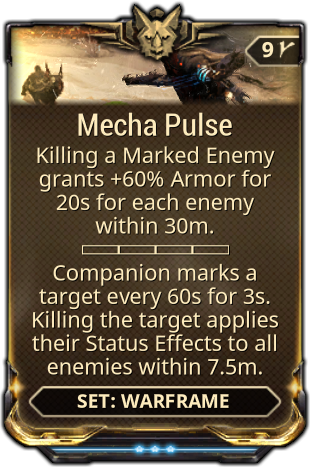 9
Mecha Pulse
Killing a Marked Enemy
grants +60% Armor for
20s for each enemy
within 30m.
Companion marks a
target every 60s for 3s.
Killing the target applies
their Status Effects to all
enemies within 7.5m.
SET: WARFRAME